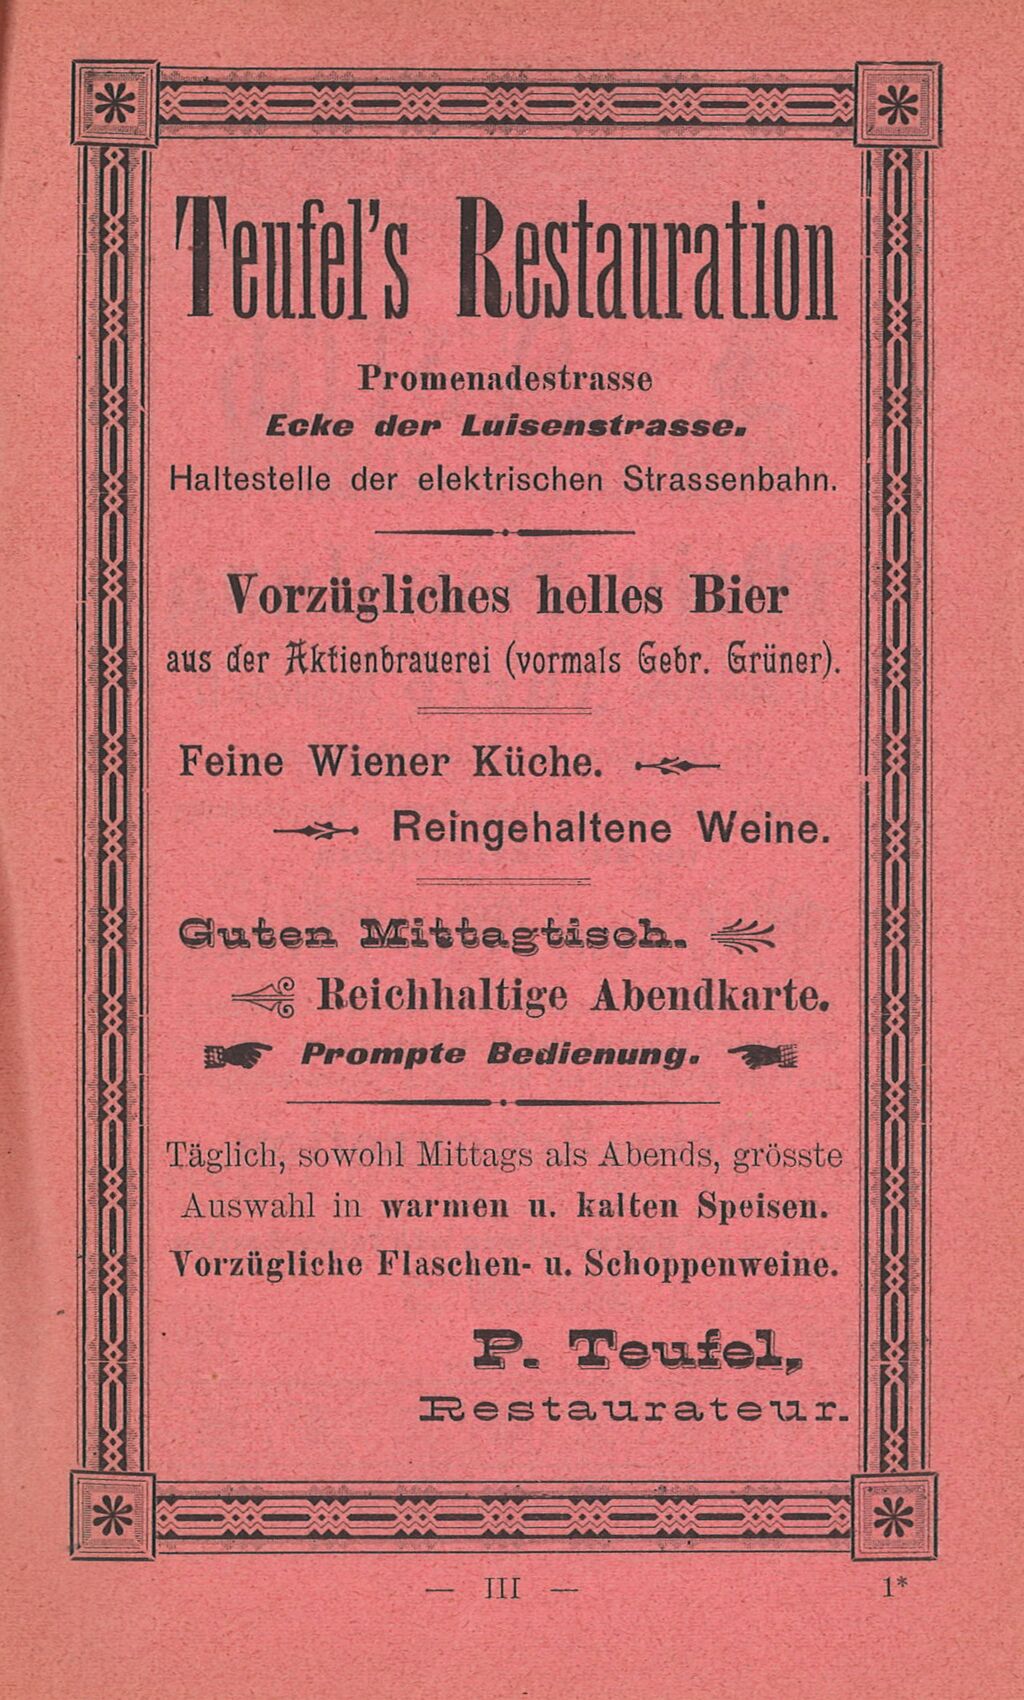 Teufel's Restauration
Promenadestrasse
Ecke der Luisenstrasse.
Haltestelle der elektrischen Strassenbahn.
Vorzügliches helles Bier
aus der Aktienbrauerei (vormals Gebr. Grüner).
Feine Wiener Küche.
Reingehaltene Weine.
Guten Mittagtisch.
Reichhaltige Abendkarte.
Prompte Bedienung.
Täglich, sowohl Mittags als Abends, grösste
Auswahl in warmen u. kalten Speisen.
Vorzügliche Flaschen- u. Schoppenweine.
P. Teufel,
Restaurateur.
— III —
1*